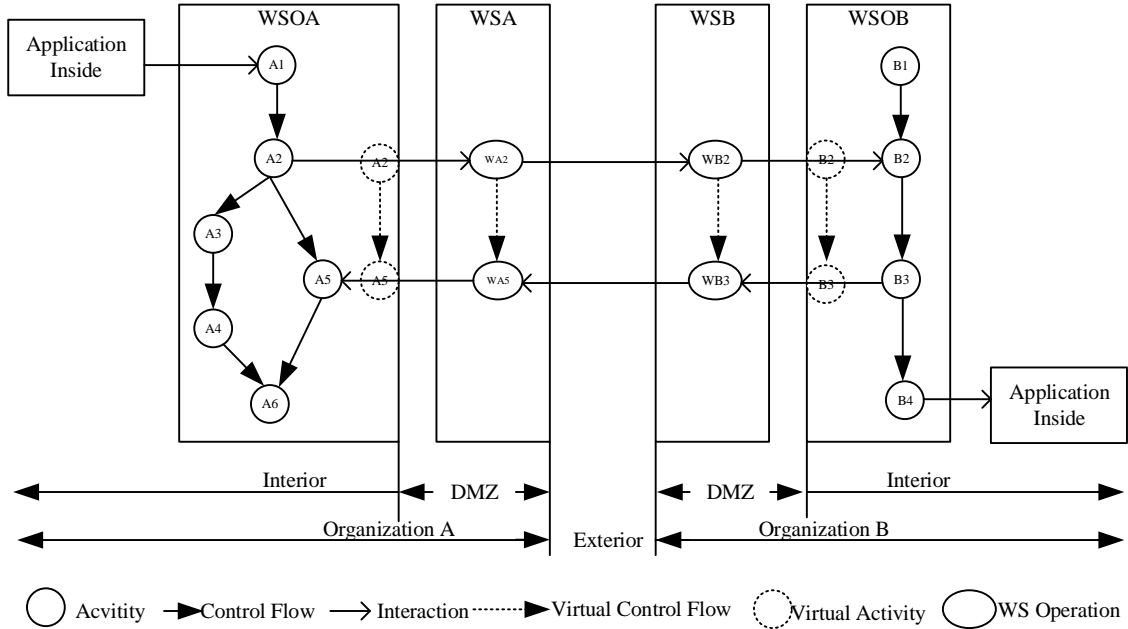 WSOA
WSA
WSB
WSOB
Application
Inside
A1
B1
A2
A2
WA2
WB2
B2
B2
A3
A5
A5
WA5
WB3
B3
B3
A4
A6
B4
Application
Inside
Interior
DMZ
DMZ
Interior
Organization A
Exterior
Organization B
Acvitity
Control Flow
Interaction
Virtual Control Flow
Virtual Activity
WS Operation